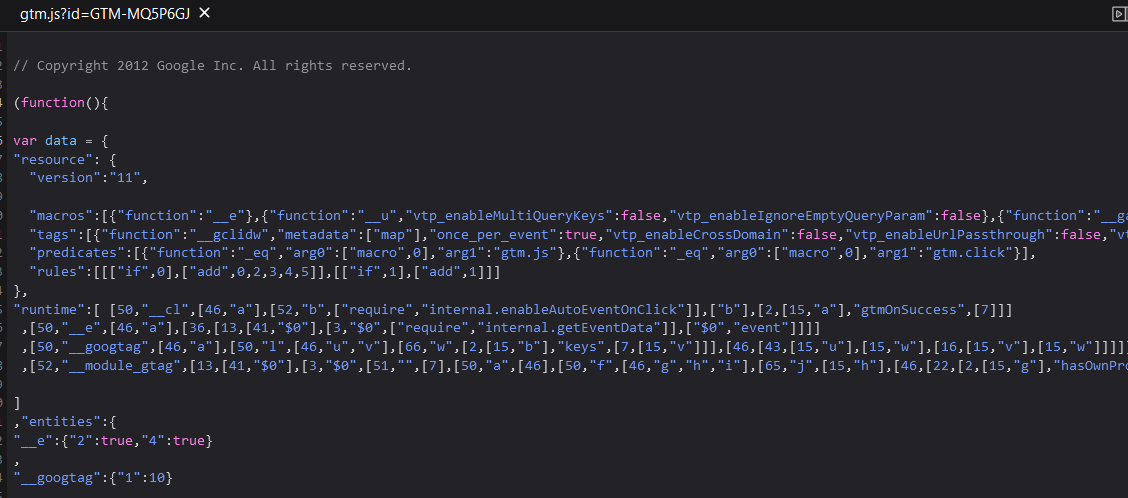 gtm.js?id=GTM-MQ5P6GJ ✕
// Copyright 2012 Google Inc. All rights reserved.
(function(){
var data = {
"resource": {
"version":"11",
"macros":[{"function":"__e"},{"function":"__u","vtp_enableMultiQueryKeys":false,"vtp_enableIgnoreEmptyQueryParam":false},{"function":"__ga
"tags":[{"function":"__gclidw","metadata":["map"],"once_per_event":true,"vtp_enableCrossDomain":false,"vtp_enableUrlPassthrough":false,"vt
"predicates":[{"function":"_eq","arg0":["macro",0],"arg1":"gtm.js"},{"function":"_eq","arg0":["macro",0],"arg1":"gtm.click"}],
"rules":[[["if",0],["add",0,2,3,4,5]],[["if",1],["add",1]]]
},
"runtime":[ [50,"__cl",[46,"a"],[52,"b",["require","internal.enableAutoEventOnClick"]],["b"],[2,[15,"a"],"gtmOnSuccess",[7]]]
,[50,"__e",[46,"a"],[36,[13,[41,"$0"],[3,"$0",["require","internal.getEventData"]],["$0","event"]]]]
,[50,"__googtag",[46,"a"],[50,"l",[46,"u","v"],[66,"w",[2,[15,"b"],"keys",[7,[15,"v"]]],[46,[43,[15,"u"],[15,"w"],[16,[15,"v"],[15,"w"]]]]]
,[52,"__module_gtag",[13,[41,"$0"],[3,"$0",[51,"",[7],[50,"a",[46],[50,"f",[46,"g","h","i"],[65,"j",[15,"h"],[46,[22,[2,[15,"g"],"hasOwnPro
]
,"entities":{
"__e":{"2":true,"4":true}
,
"__googtag":{"1":10}